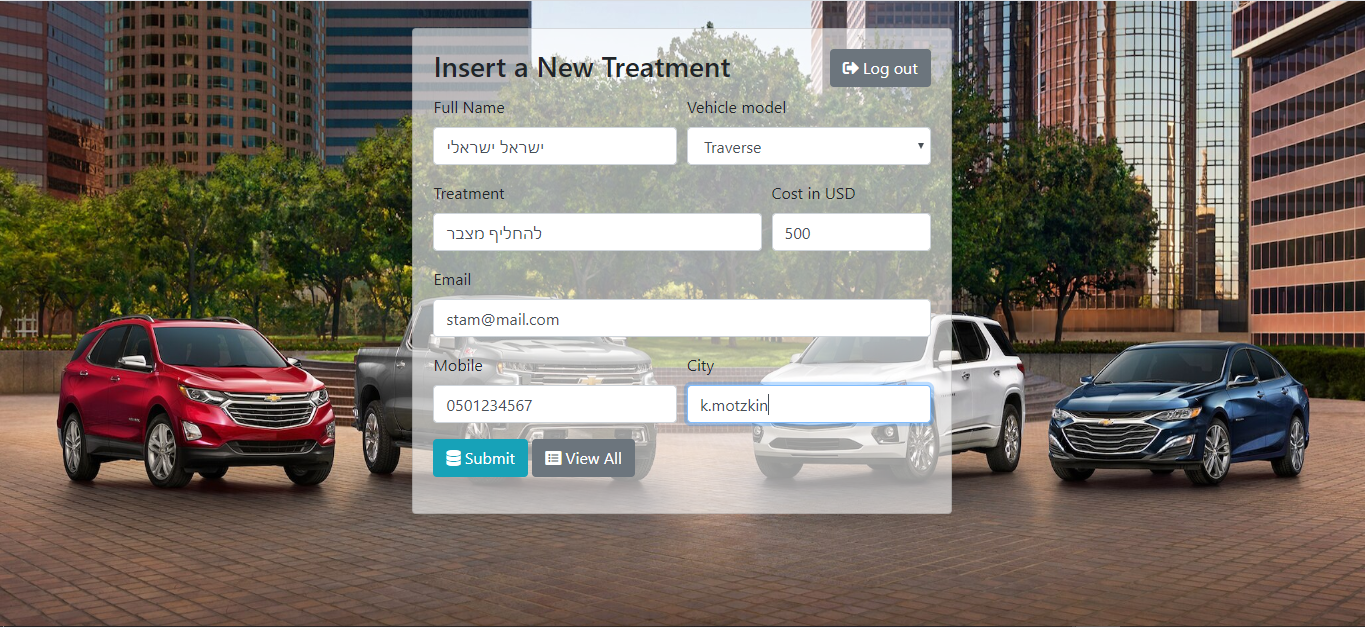 Insert a New Treatment
Log out
Full Name
Vehicle model
ישראל ישראלי
Traverse
Treatment
Cost in USD
להחליף מצבר
500
Email
stam@mail.com
Mobile
City
0501234567
k.motzkin
Submit
View All